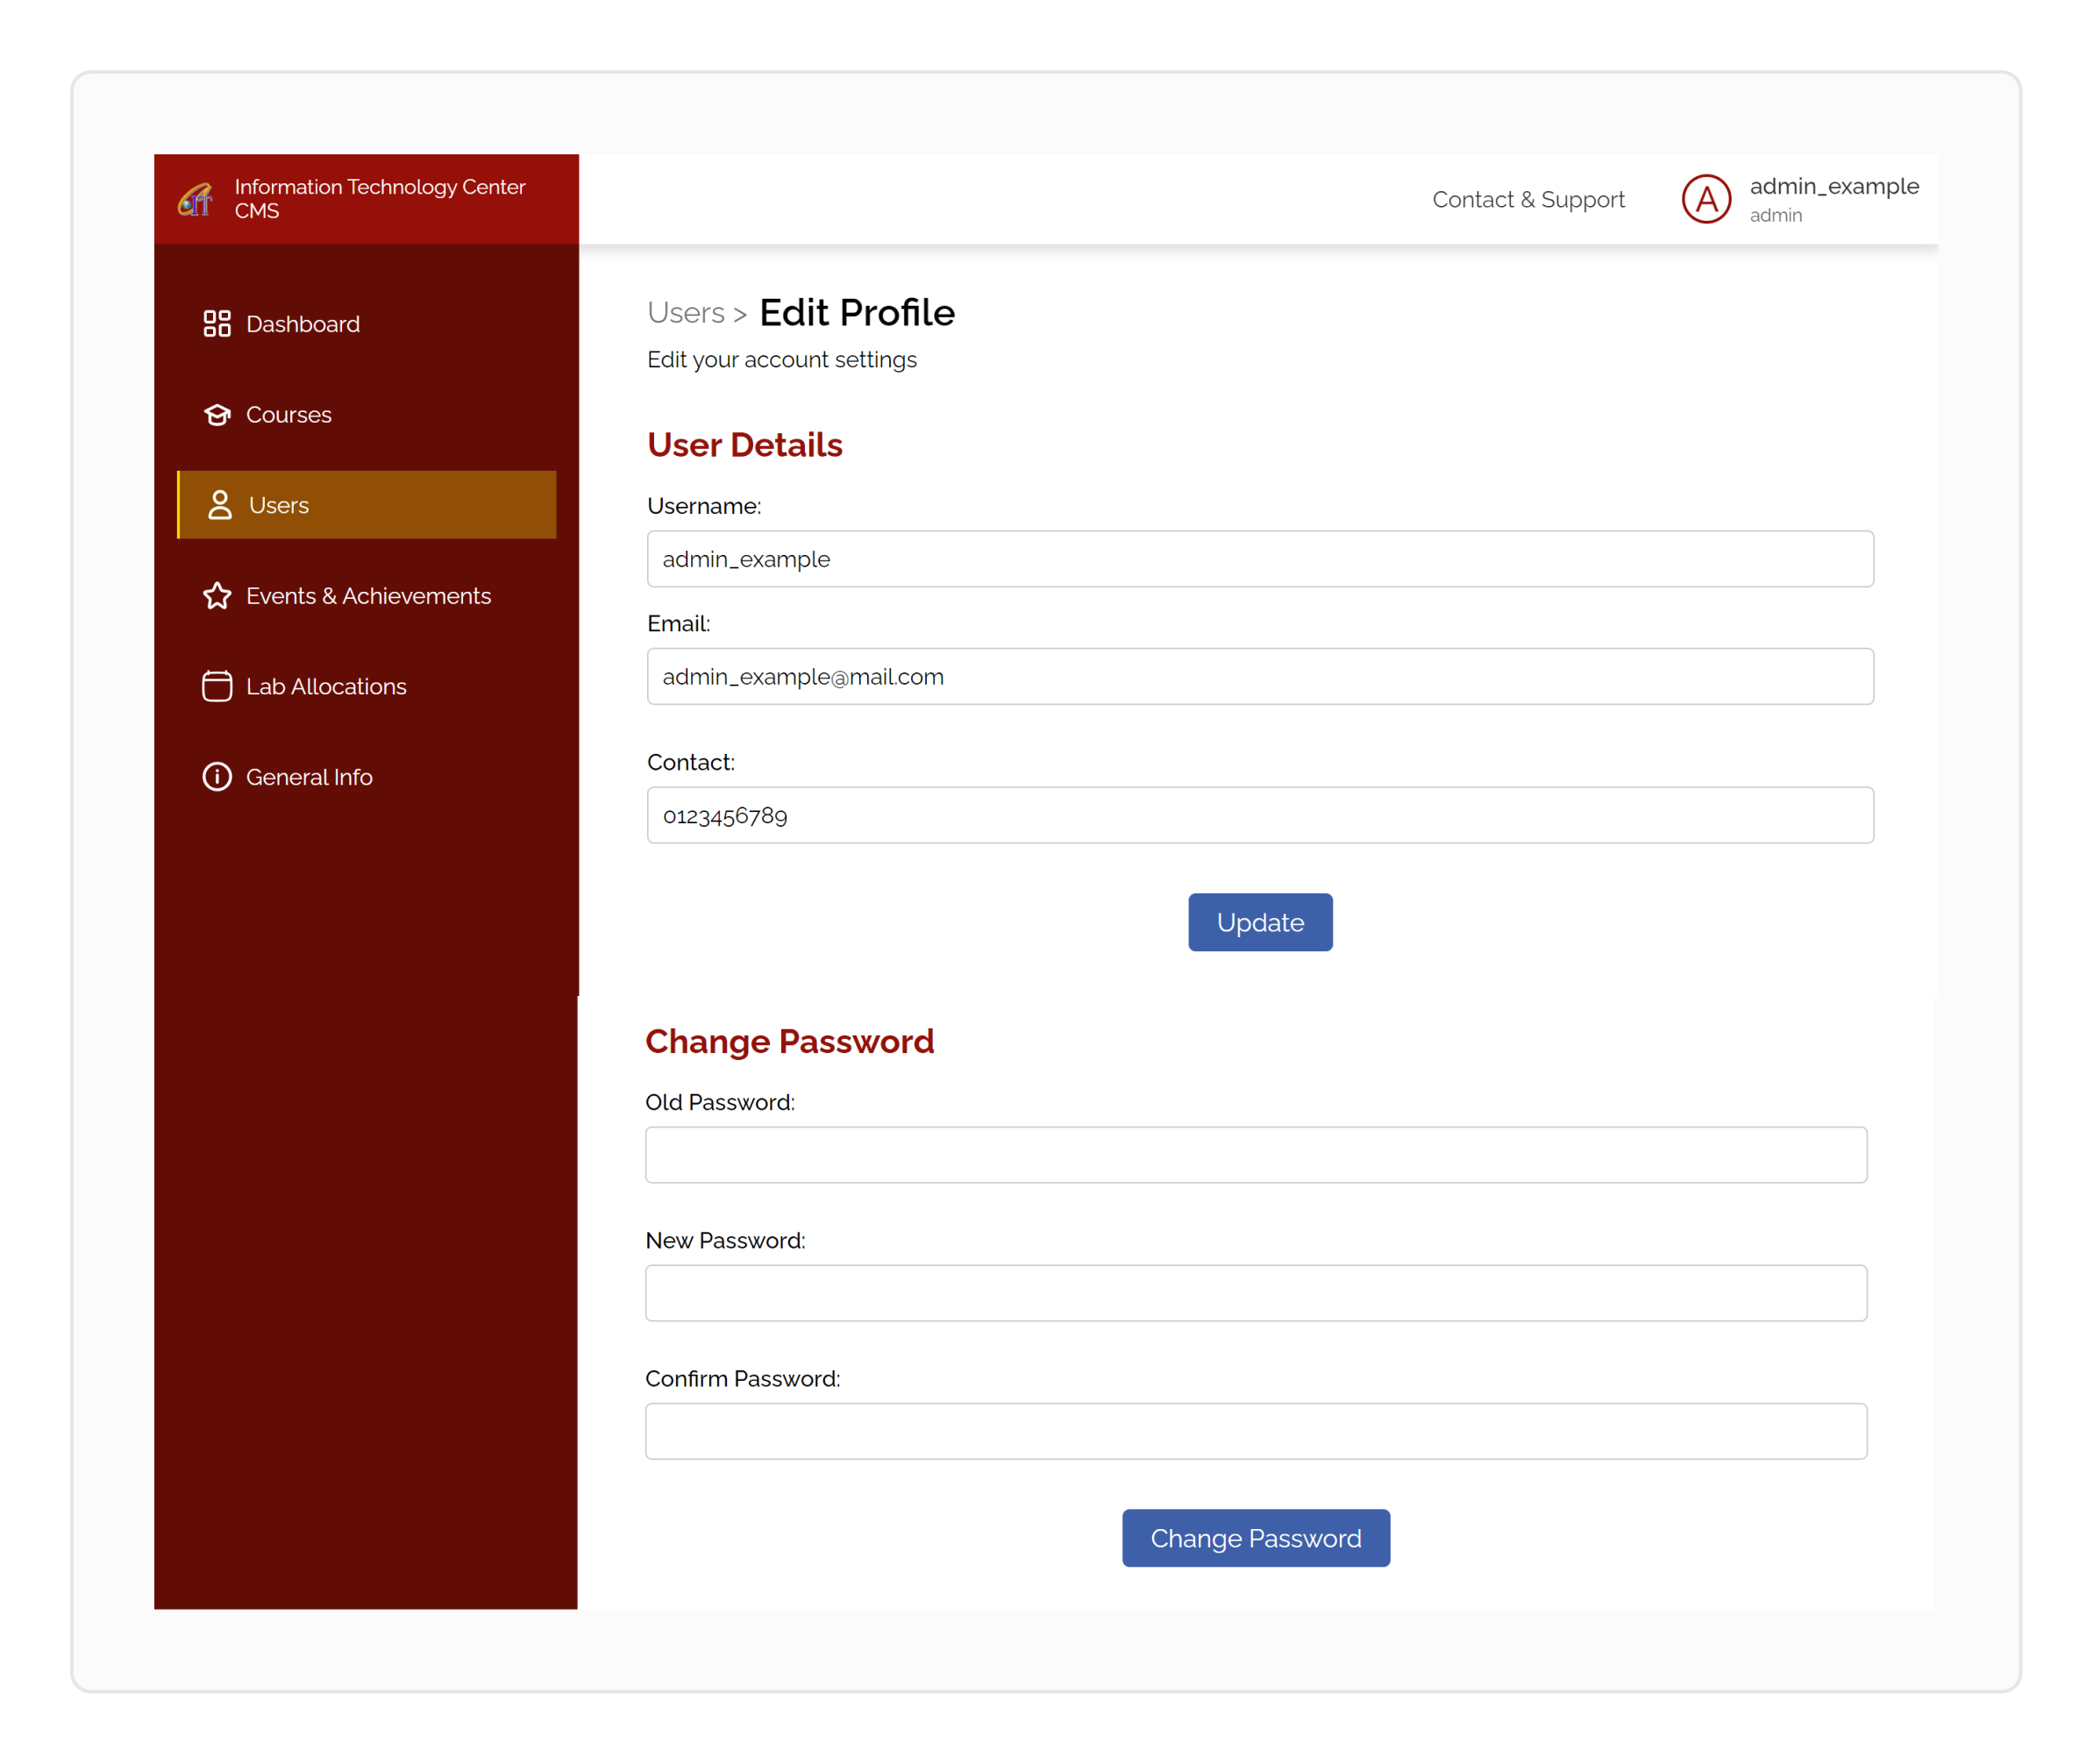 Information Technology Center
CMS
Contact & Support
A
admin_example
admin
Dashboard
Courses
Users
Events & Achievements
Lab Allocations
General Info
Users > Edit Profile
Edit your account settings
User Details
Username:
admin_example
Email:
admin_example@mail.com
Contact:
0123456789
Update
Change Password
Old Password:
New Password:
Confirm Password:
Change Password